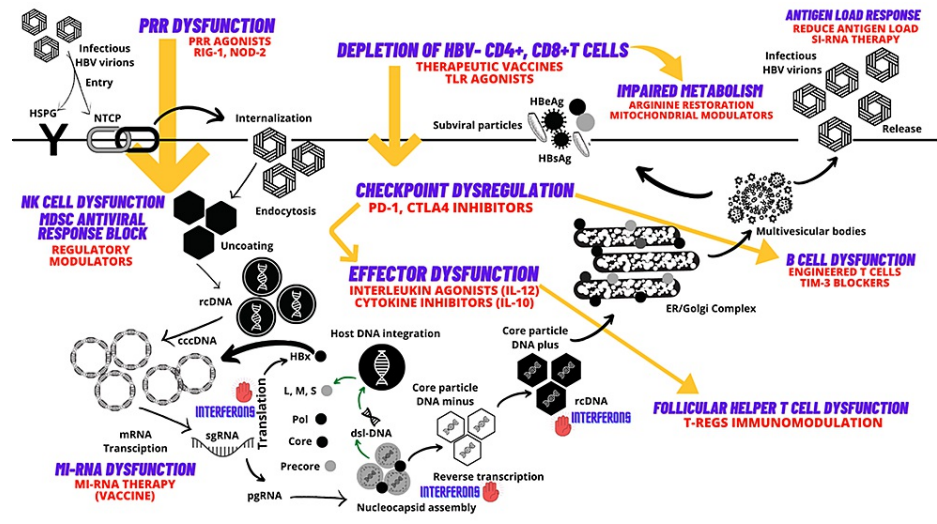 PRR DYSFUNCTION
PRR AGONISTS
RIG-1, NOD-2
Infectious
HBV virions
Entry
HSPG
NTCP
Internalization
Endocytosis
DEPLETION OF HBV- CD4+, CD8+T CELLS
THERAPEUTIC VACCINES
TLR AGONISTS
IMPAIRED METABOLISM
ARGININE RESTORATION
MITOCHONDRIAL MODULATORS
ANTIGEN LOAD RESPONSE
REDUCE ANTIGEN LOAD
SI-RNA THERAPY
Infectious
HBV virions
Release
HBeAg
Subviral particles
HBsAg
NK CELL DYSFUNCTION
MDSC ANTIVIRAL
RESPONSE BLOCK
REGULATORY
MODULATORS
Uncoating
CHECKPOINT DYSREGULATION
PD-1, CTLA4 INHIBITORS
Multivesicular bodies
B CELL DYSFUNCTION
ENGINEERED T CELLS
TIM-3 BLOCKERS
EFFECTOR DYSFUNCTION
INTERLEUKIN AGONISTS (IL-12)
CYTOKINE INHIBITORS (IL-10)
ER/Golgi Complex
rcDNA
cccDNA
Host DNA integration
HBx
L, M, S
Pol
Core
Precore
Translation
INTERFERONS
mRNA
Transciption
sgRNA
pgRNA
dsl-DNA
Nucleocapsid assembly
Core particle
DNA minus
Reverse transcription
INTERFERONS
Core particle
DNA plus
rcDNA
INTERFERONS
FOLLICULAR HELPER T CELL DYSFUNCTION
T-REGS IMMUNOMODULATION
MI-RNA DYSFUNCTION
MI-RNA THERAPY
(VACCINE)